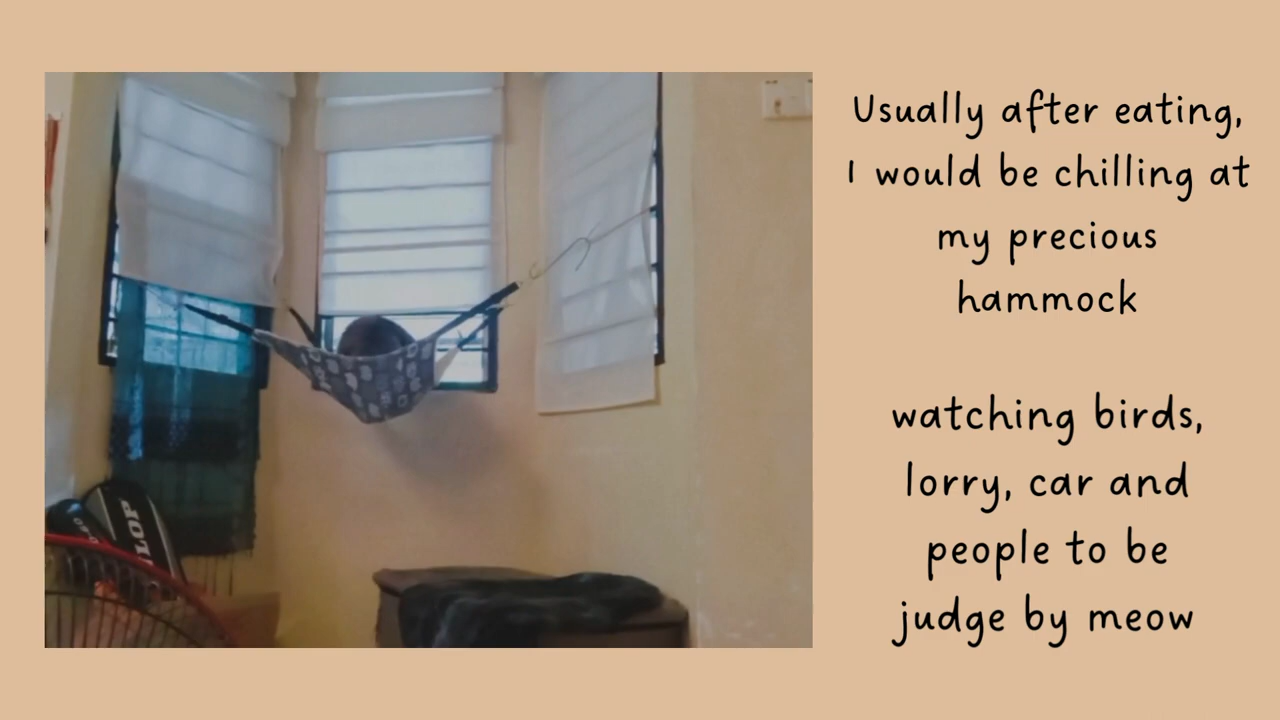 Usually after eating,
I would be chilling at
my precious
hammock
watching birds,
lorry, car and
people to be
judge by meow
LOP